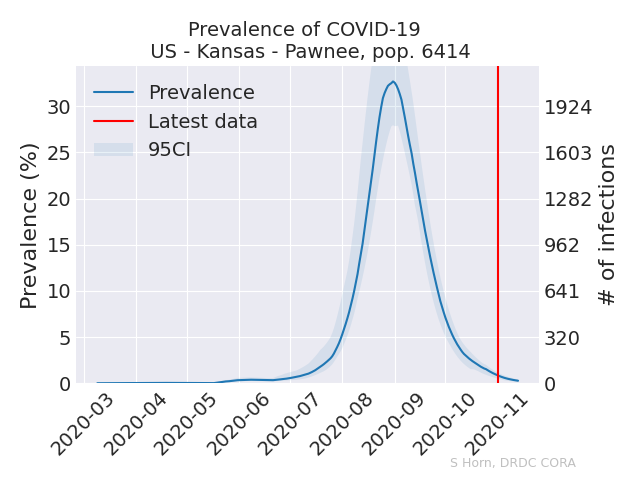 Prevalence of COVID-19
US - Kansas - Pawnee, pop. 6414
Prevalence
Latest data
95CI
Prevalence (%)
30
25
20
15
10
5
0
1924
1603
1282
962
641
320
0
# of infections
2020-03
2020-04
2020-05
2020-06
2020-07
2020-08
2020-09
2020-10
2020-11
S Horn, DRDC CORA